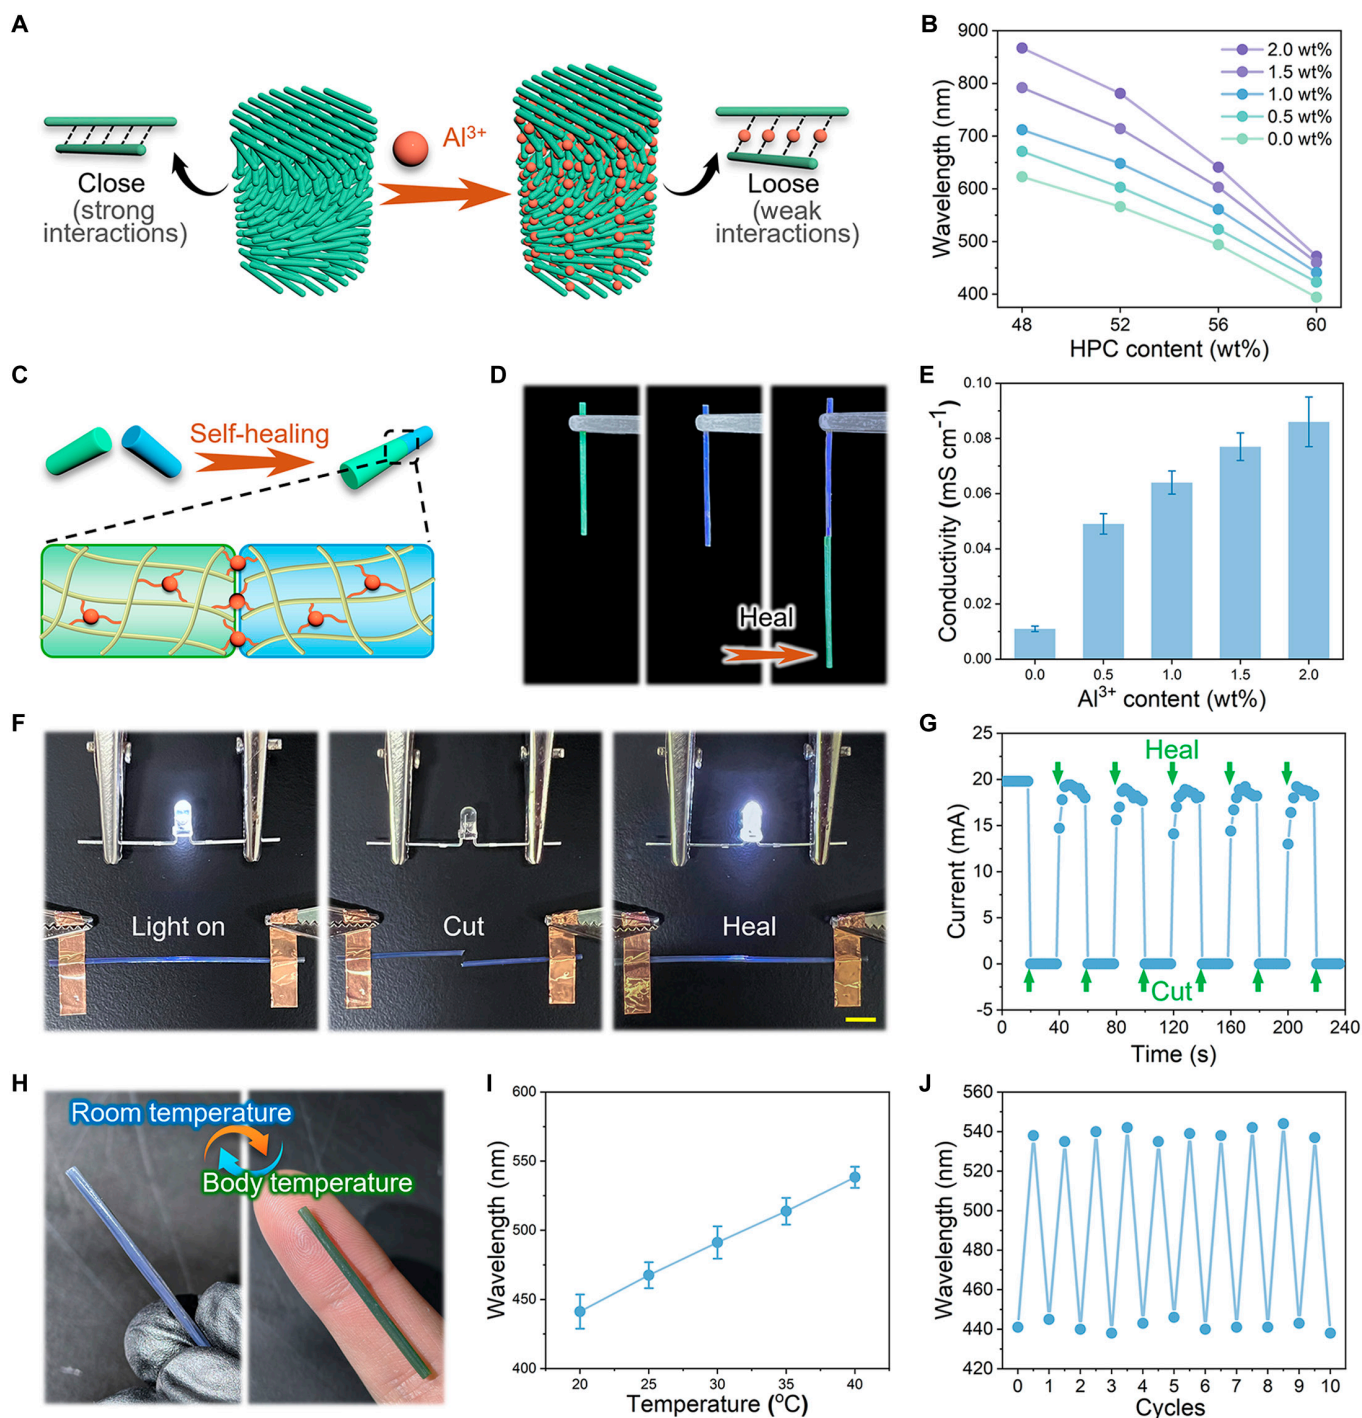 A
Close
(strong
interactions)
Al³⁺
Loose
(weak
interactions)
B
Wavelength (nm)
900
800
700
600
500
400
2.0 wt%
1.5 wt%
1.0 wt%
0.5 wt%
0.0 wt%
48 52 56 60
HPC content (wt%)
C
Self-healing
D
Heal
E
Conductivity (mS cm⁻¹)
0.10
0.08
0.06
0.04
0.02
0.00
0.0 0.5 1.0 1.5 2.0
Al³⁺ content (wt%)
F
Light on
Cut
Heal
G
Current (mA)
25
20
15
10
5
0
-5
Heal
Cut
0 40 80 120 160 200 240
Time (s)
H
Room temperature
Body temperature
I
Wavelength (nm)
600
550
500
450
400
20 25 30 35 40
Temperature (°C)
J
Wavelength (nm)
560
540
520
500
480
460
440
420
0 1 2 3 4 5 6 7 8 9 10
Cycles